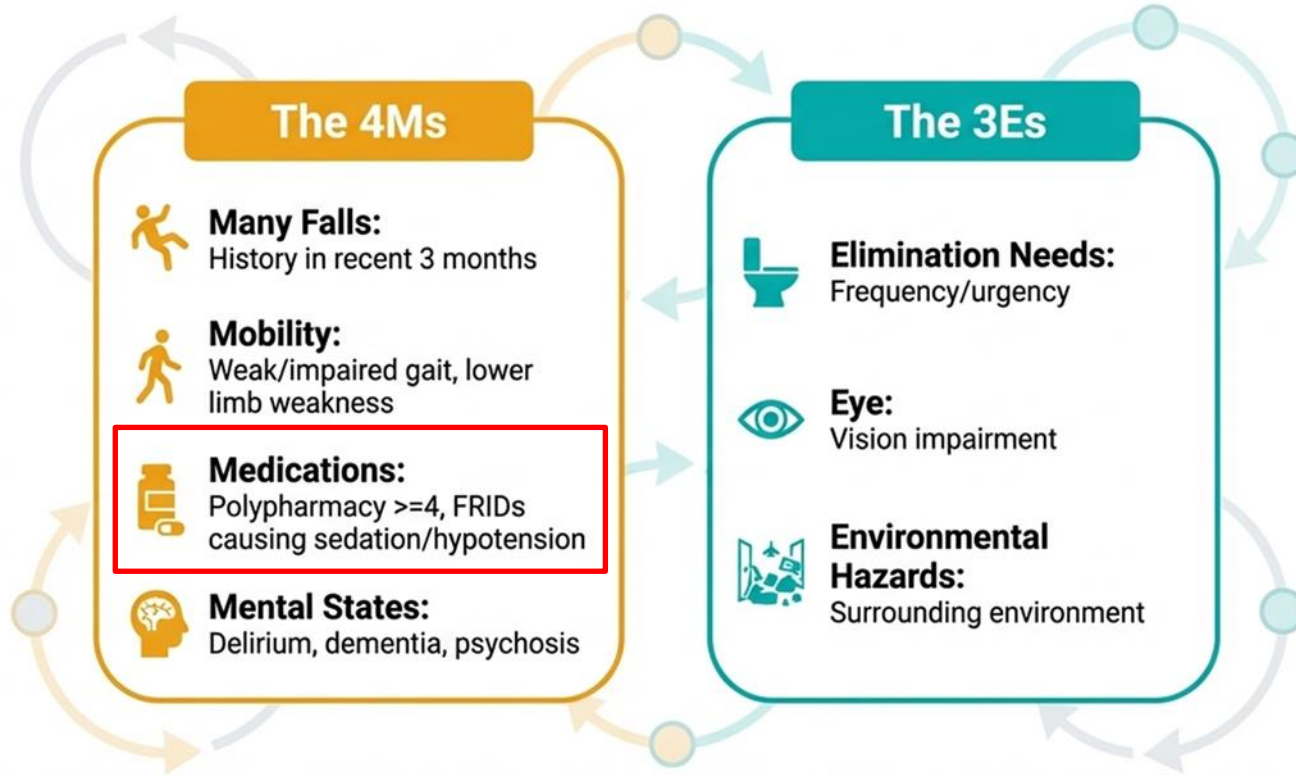 The 4Ms
Many Falls:
History in recent 3 months
Mobility:
Weak/impaired gait, lower
limb weakness
Medications:
Polypharmacy >=4, FRIDs
causing sedation/hypotension
Mental States:
Delirium, dementia, psychosis
The 3Es
Elimination Needs:
Frequency/urgency
Eye:
Vision impairment
Environmental
Hazards:
Surrounding environment